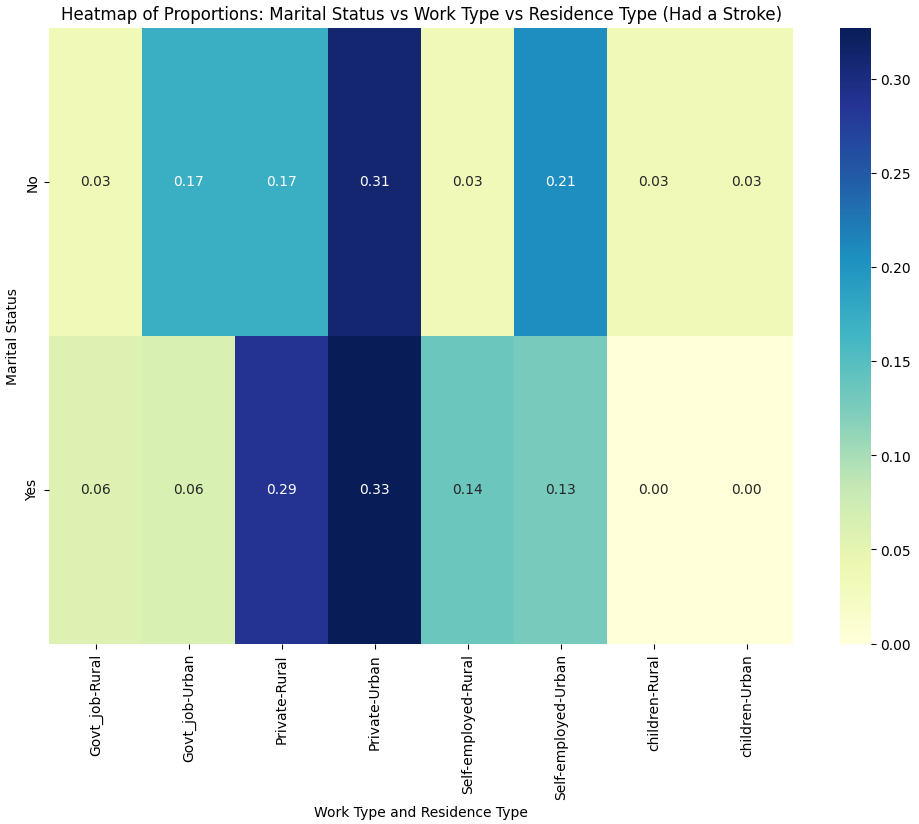 Heatmap of Proportions: Marital Status vs Work Type vs Residence Type (Had a Stroke)
Marital Status
No
0.03 0.17 0.17 0.31 0.03 0.21 0.03 0.03
Yes
0.06 0.06 0.29 0.33 0.14 0.13 0.00 0.00
Govt_job-Rural
Govt_job-Urban
Private-Rural
Private-Urban
Self-employed-Rural
Self-employed-Urban
children-Rural
children-Urban
Work Type and Residence Type
0.30
0.25
0.20
0.15
0.10
0.05
0.00